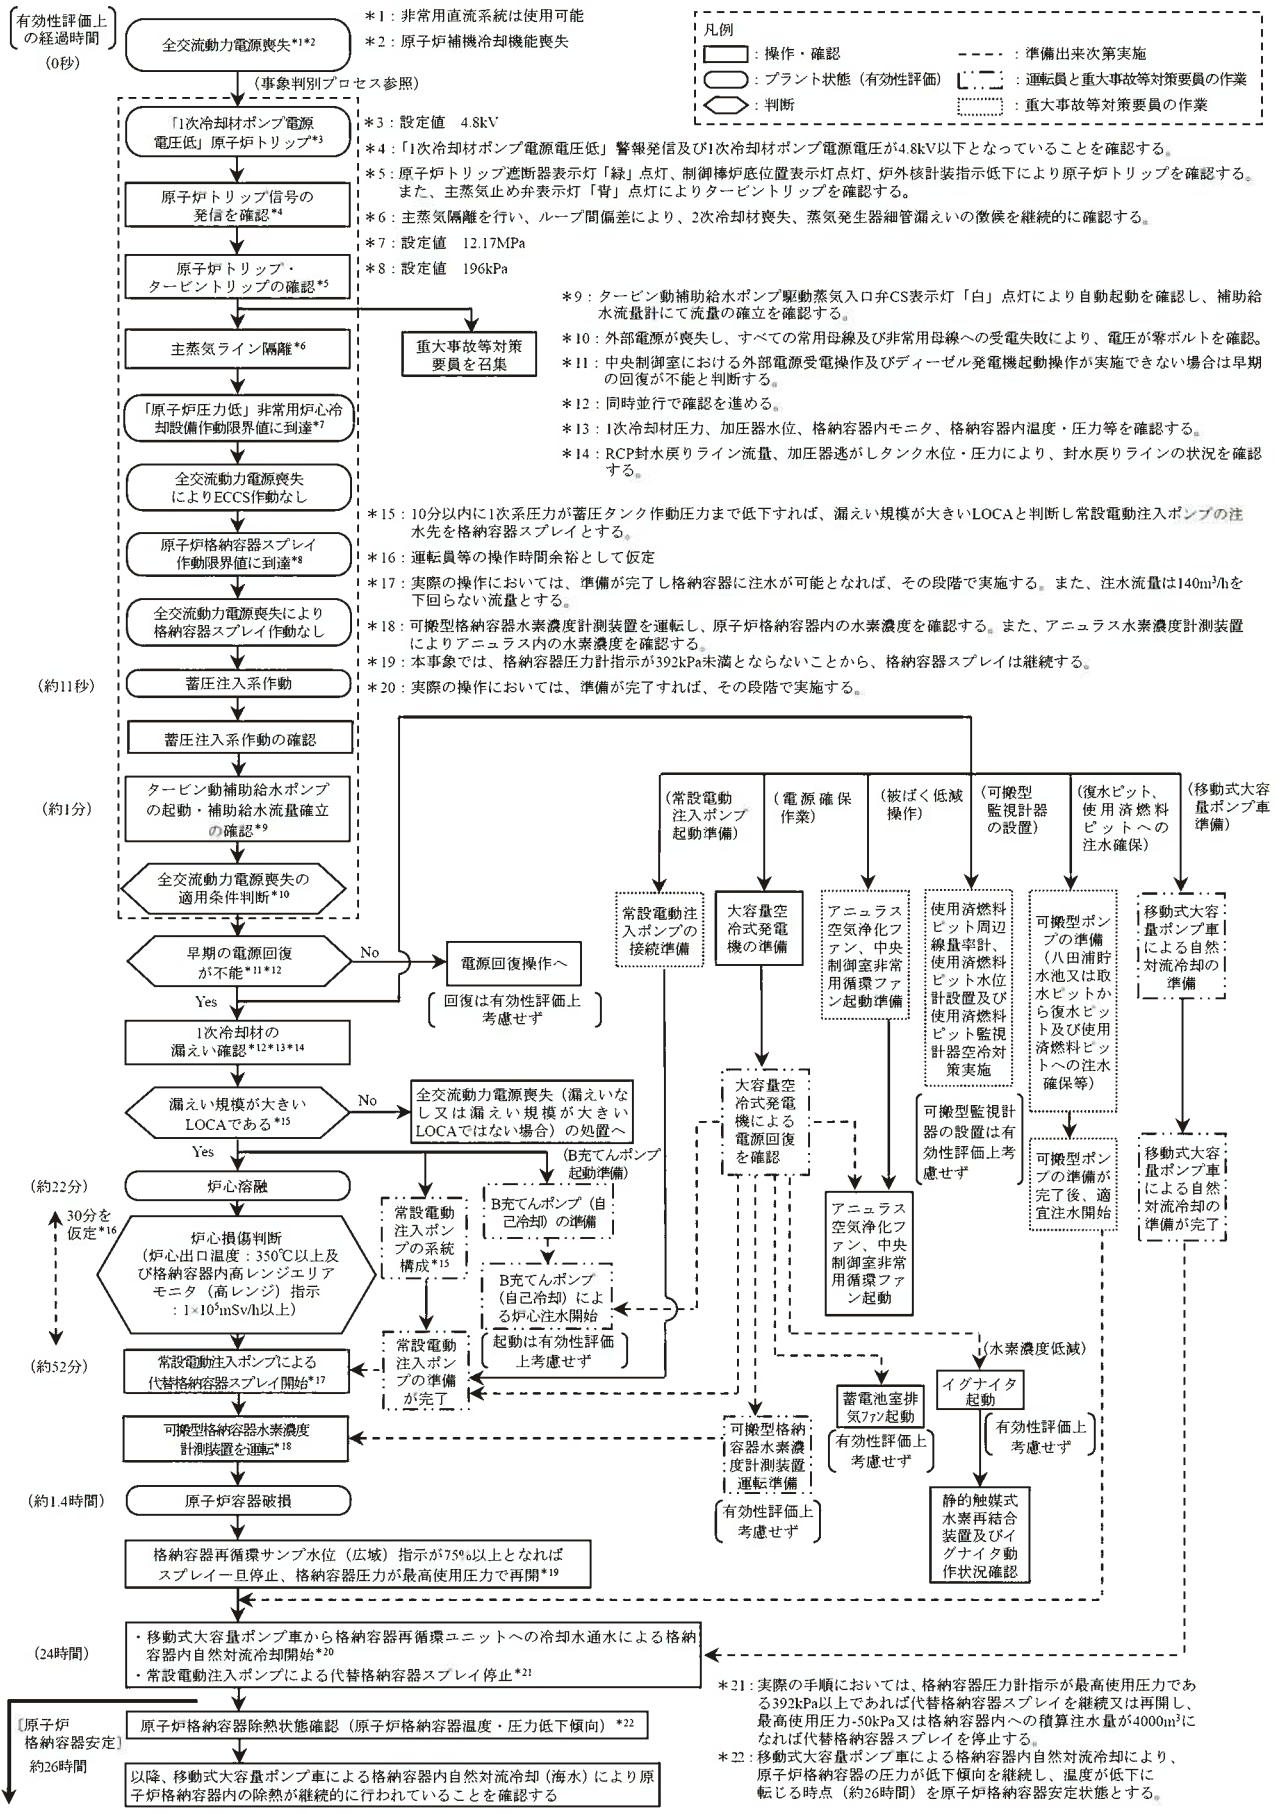 有効性評価上
の経過時間
(0秒)
全交流動力電源喪失*1*2
*1：非常用直流系統は使用可能
*2：原子炉補機冷却機能喪失
凡例
：操作・確認
：プラント状態（有効性評価）
：判断
：準備出来次第実施
：運転員と重大事故等対策要員の作業
：重大事故等対策要員の作業
(事象判別プロセス参照)
「1次冷却材ポンプ電源
電圧低」原子炉トリップ*3
原子炉トリップ信号の
発信を確認*4
原子炉トリップ・
タービントリップの確認*5
*3：設定値　4.8kV
*4：「1次冷却材ポンプ電源電圧低」警報発信及び1次冷却材ポンプ電源電圧が4.8kV以下となっていることを確認する。
*5：原子炉トリップ遮断器表示灯「緑」点灯、制御棒炉底位置表示灯点灯、炉外核計装指示低下により原子炉トリップを確認する。
また、主蒸気止め弁表示灯「青」点灯によりタービントリップを確認する。
*6：主蒸気隔離を行い、ループ間偏差により、2次冷却材喪失、蒸気発生器細管漏えいの徴候を継続的に確認する。
*7：設定値　12.17MPa
*8：設定値　196kPa
主蒸気ライン隔離*6
重大事故等対策
要員を召集
*9：タービン動補助給水ポンプ駆動蒸気入口弁CS表示灯「白」点灯により自動起動を確認し、補助給
水流量計にて流量の確立を確認する。
*10：外部電源が喪失し、すべての常用母線及び非常用母線への受電失敗により、電圧が零ボルトを確認。
*11：中央制御室における外部電源受電操作及びディーゼル発電機起動操作が実施できない場合は早期
の回復が不能と判断する。
*12：同時並行で確認を進める。
*13：1次冷却材圧力、加圧器水位、格納容器内モニタ、格納容器内温度・圧力等を確認する。
*14：RCP封水戻りライン流量、加圧器逃がしタンク水位・圧力により、封水戻りラインの状況を確認
する。
「原子炉圧力低」非常用炉心冷
却設備作動限界値に到達*7
全交流動力電源喪失
によりECCS作動なし
原子炉格納容器スプレイ
作動限界値に到達*8
全交流動力電源喪失により
格納容器スプレイ作動なし
*15：10分以内に1次系圧力が蓄圧タンク作動圧力まで低下すれば、漏えい規模が大きいLOCAと判断し常設電動注入ポンプの注
水先を格納容器スプレイとする。
*16：運転員等の操作時間余裕として仮定
*17：実際の操作においては、準備が完了し格納容器に注水が可能となれば、その段階で実施する。また、注水流量は140m³/hを
下回らない流量とする。
*18：可搬型格納容器水素濃度計測装置を運転し、原子炉格納容器内の水素濃度を確認する。また、アニュラス水素濃度計測装置
によりアニュラス内の水素濃度を確認する。
*19：本事象では、格納容器圧力計指示が392kPa未満とならないことから、格納容器スプレイは継続する。
*20：実際の操作においては、準備が完了すれば、その段階で実施する。
(約11秒)
蓄圧注入系作動
蓄圧注入系作動の確認
(約1分)
タービン動補助給水ポンプ
の起動・補助給水流量確立
の確認*9
全交流動力電源喪失の
適用条件判断*10
早期の電源回復
が不能*11*12
No
電源回復操作へ
回復は有効性評価上
考慮せず
Yes
1次冷却材の
漏えい確認*12*13*14
漏えい規模が大きい
LOCAである*15
No
全交流動力電源喪失（漏えいな
し又は漏えい規模が大きい
LOCAではない場合）の処置へ
Yes
(常設電動
注入ポンプ
起動準備)
(電源確保
作業)
(被ばく低減
操作)
(可搬型
監視計器
の設置)
(復水ピット、
使用済燃料
ピットへの
注水確保)
(移動式大容
量ポンプ車
準備)
常設電動注
入ポンプの
接続準備
大容量空
冷式発電
機の準備
アニュラス
空気浄化フ
ァン、中央
制御室非常
用循環ファ
ン起動準備
使用済燃料
ピット周辺
線量率計、
使用済燃料
ピット水位
計設置及び
使用済燃料
ピット監視
計器空冷対
策実施
可搬型ポン
プの準備
（八田浦貯
水池又は取
水ピットか
ら復水ピッ
ト及び使用
済燃料ピッ
トへの注水
確保等）
移動式大容
量ポンプ車
による自然
対流冷却の
準備
大容量空
冷式発電
機による
電源回復
を確認
可搬型監視計
器の設置は有
効性評価上考
慮せず
可搬型ポン
プの準備が
完了後、適
宜注水開始
移動式大容
量ポンプ車
による自然
対流冷却の
準備が完了
アニュラス
空気浄化フ
ァン、中央
制御室非常
用循環ファ
ン起動
(B充てんポンプ
起動準備)
(約22分)
炉心溶融
30分を
仮定*16
炉心損傷判断
（炉心出口温度：350℃以上及
び格納容器内高レンジエリア
モニタ（高レンジ）指示
：1×10⁵mSv/h以上）
常設電動
注入ポン
プの系統
構成*15
B充てんポンプ（自
己冷却）の準備
B充てんポンプ
（自己冷却）によ
る炉心注水開始
起動は有効性評価
上考慮せず
(約52分)
常設電動注入ポンプによる
代替格納容器スプレイ開始*17
常設電動
注入ポン
プの準備
が完了
(水素濃度低減)
蓄電池室排
気ファン起動
有効性評価上
考慮せず
イグナイタ
起動
有効性評価上
考慮せず
可搬型格納容器水素濃度
計測装置を運転*18
可搬型格納
容器水素濃
度計測装置
運転準備
有効性評価上
考慮せず
静的触媒式
水素再結合
装置及びイ
グナイタ動
作状況確認
(約1.4時間)
原子炉容器破損
格納容器再循環サンプ水位（広域）指示が75%以上となれば
スプレイ一旦停止、格納容器圧力が最高使用圧力で再開*19
(24時間)
・移動式大容量ポンプ車から格納容器再循環ユニットへの冷却水通水による格納
容器内自然対流冷却開始*20
・常設電動注入ポンプによる代替格納容器スプレイ停止*21
*21：実際の手順においては、格納容器圧力計指示が最高使用圧力であ
る392kPa以上であれば代替格納容器スプレイを継続又は再開し、
最高使用圧力-50kPa又は格納容器内への積算注水量が4000m³に
なれば代替格納容器スプレイを停止する。
*22：移動式大容量ポンプ車による格納容器内自然対流冷却により、
原子炉格納容器の圧力が低下傾向を継続し、温度が低下に
転じる時点（約26時間）を原子炉格納容器安定状態とする。
[原子炉
格納容器安定]
約26時間
原子炉格納容器除熱状態確認（原子炉格納容器温度・圧力低下傾向）*22
以降、移動式大容量ポンプ車による格納容器内自然対流冷却（海水）により原
子炉格納容器内の除熱が継続的に行われていることを確認する